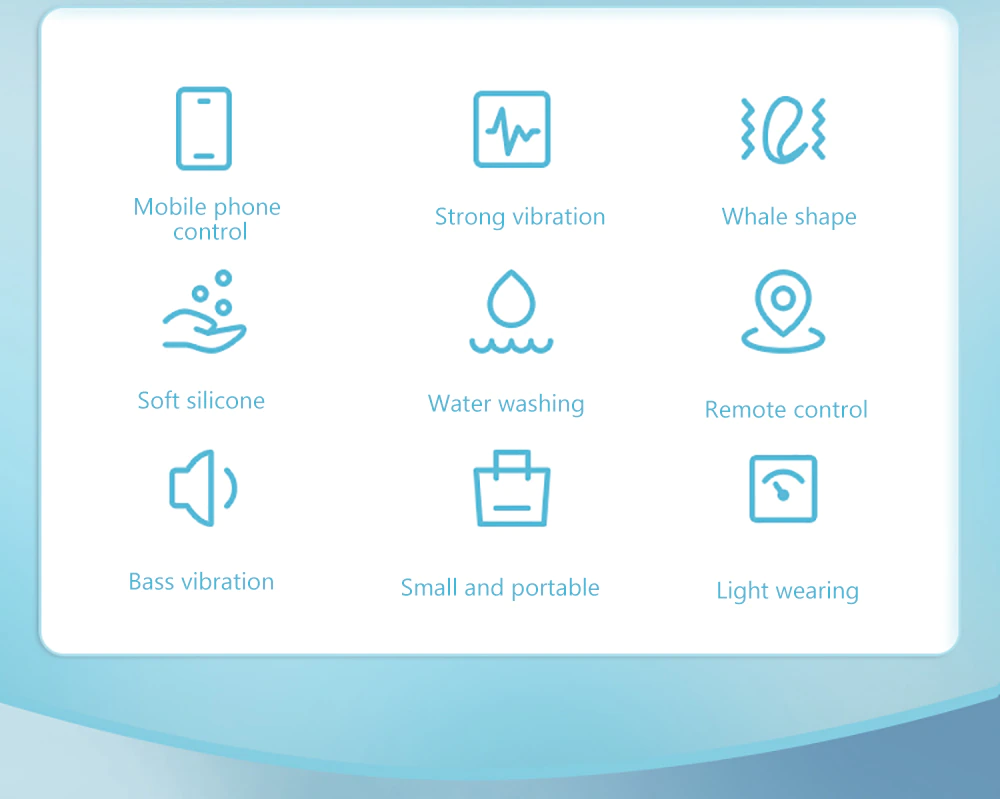 Mobile phone
control
Strong vibration
Whale shape
Soft silicone
Water washing
Remote control
Bass vibration
Small and portable
Light wearing